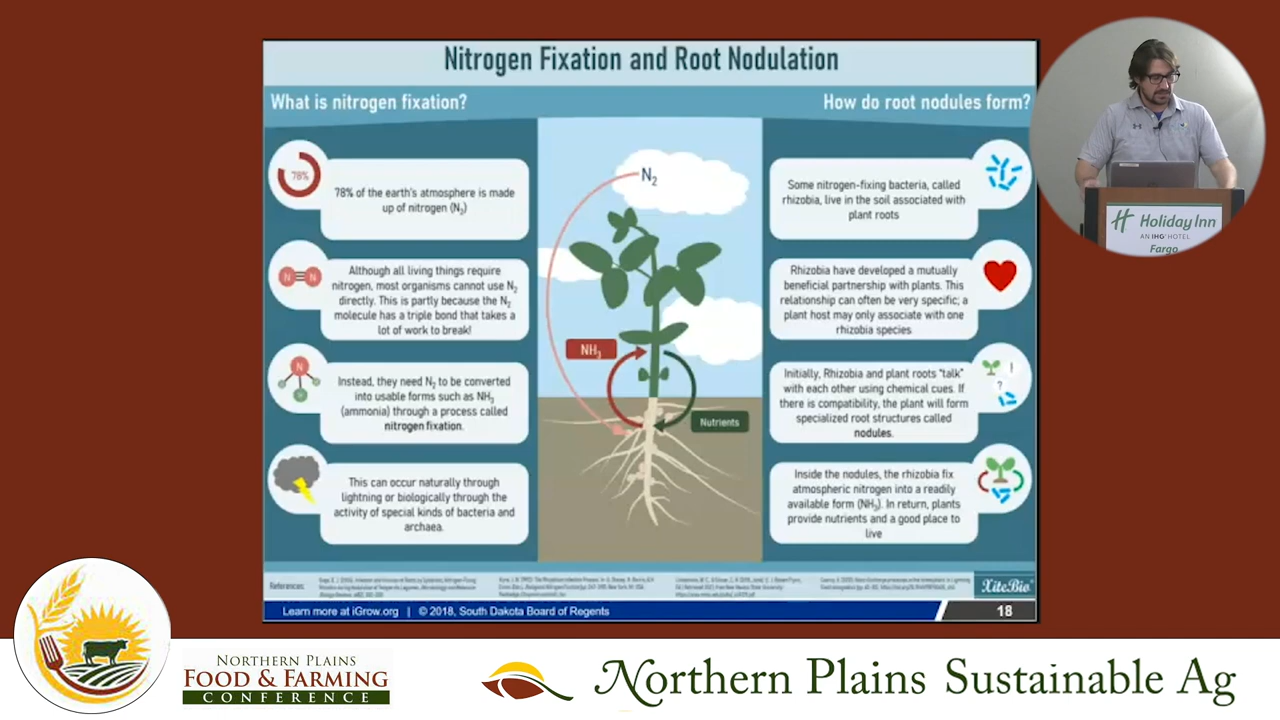 Nitrogen Fixation and Root Nodulation
What is nitrogen fixation?
How do root nodules form?
78%
78% of the earth's atmosphere is made
up of nitrogen (N₂)
N≡N
Although all living things require
nitrogen, most organisms cannot use N₂
directly. This is partly because the N₂
molecule has a triple bond that takes a
lot of work to break!
N
Instead, they need N₂ to be converted
into usable forms such as NH₃
(ammonia) through a process called
nitrogen fixation.
This can occur naturally through
lightning or biologically through the
activity of special kinds of bacteria and
archaea.
N₂
NH₃
Nutrients
Some nitrogen-fixing bacteria, called
rhizobia, live in the soil associated with
plant roots
Rhizobia have developed a mutually
beneficial partnership with plants. This
relationship can often be very specific; a
plant host may only associate with one
rhizobia species
Initially, Rhizobia and plant roots "talk"
with each other using chemical cues. If
there is compatibility, the plant will form
specialized root structures called
nodules.
!
?
Inside the nodules, the rhizobia fix
atmospheric nitrogen into a readily
available form (NH₃). In return, plants
provide nutrients and a good place to
live
References:
XiteBio
Learn more at iGrow.org | © 2018, South Dakota Board of Regents
18
H Holiday Inn
AN IHG HOTEL
Fargo
NORTHERN PLAINS
FOOD & FARMING
CONFERENCE
Northern Plains Sustainable Ag